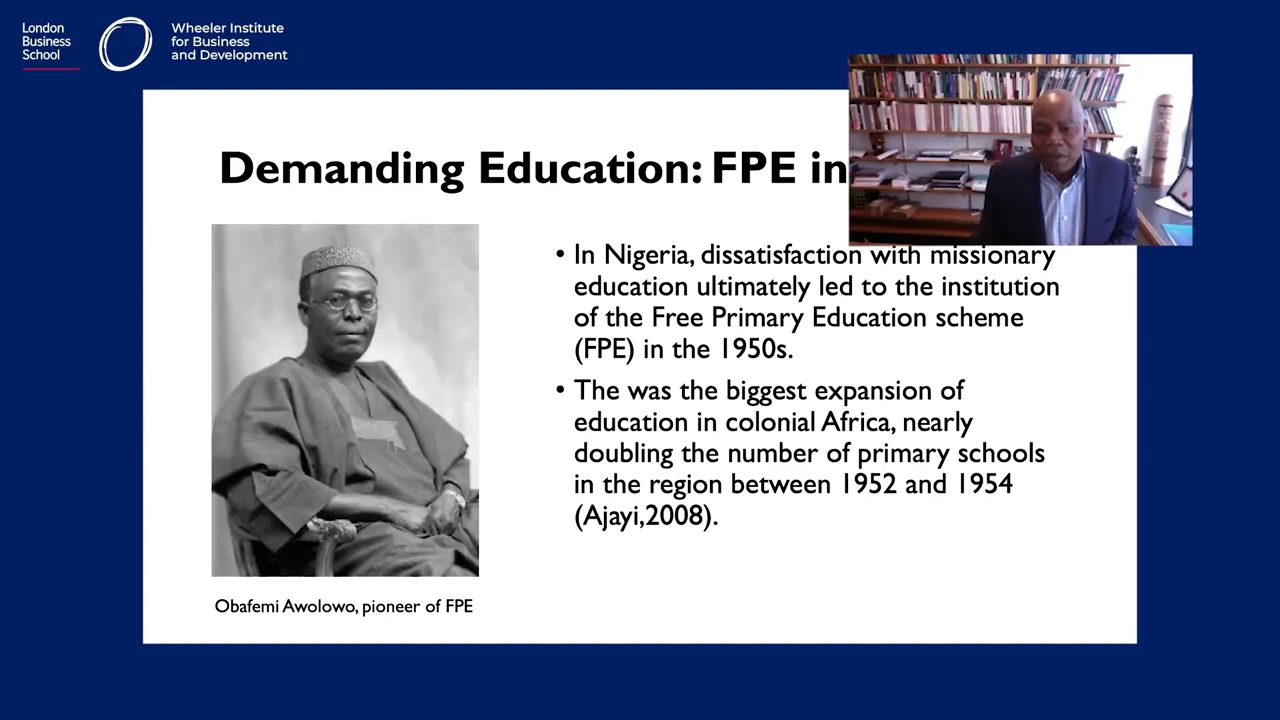 London
Business
School
Wheeler Institute
for Business
and Development
Demanding Education: FPE in
• In Nigeria, dissatisfaction with missionary
education ultimately led to the institution
of the Free Primary Education scheme
(FPE) in the 1950s.
• The was the biggest expansion of
education in colonial Africa, nearly
doubling the number of primary schools
in the region between 1952 and 1954
(Ajayi,2008).
Obafemi Awolowo, pioneer of FPE